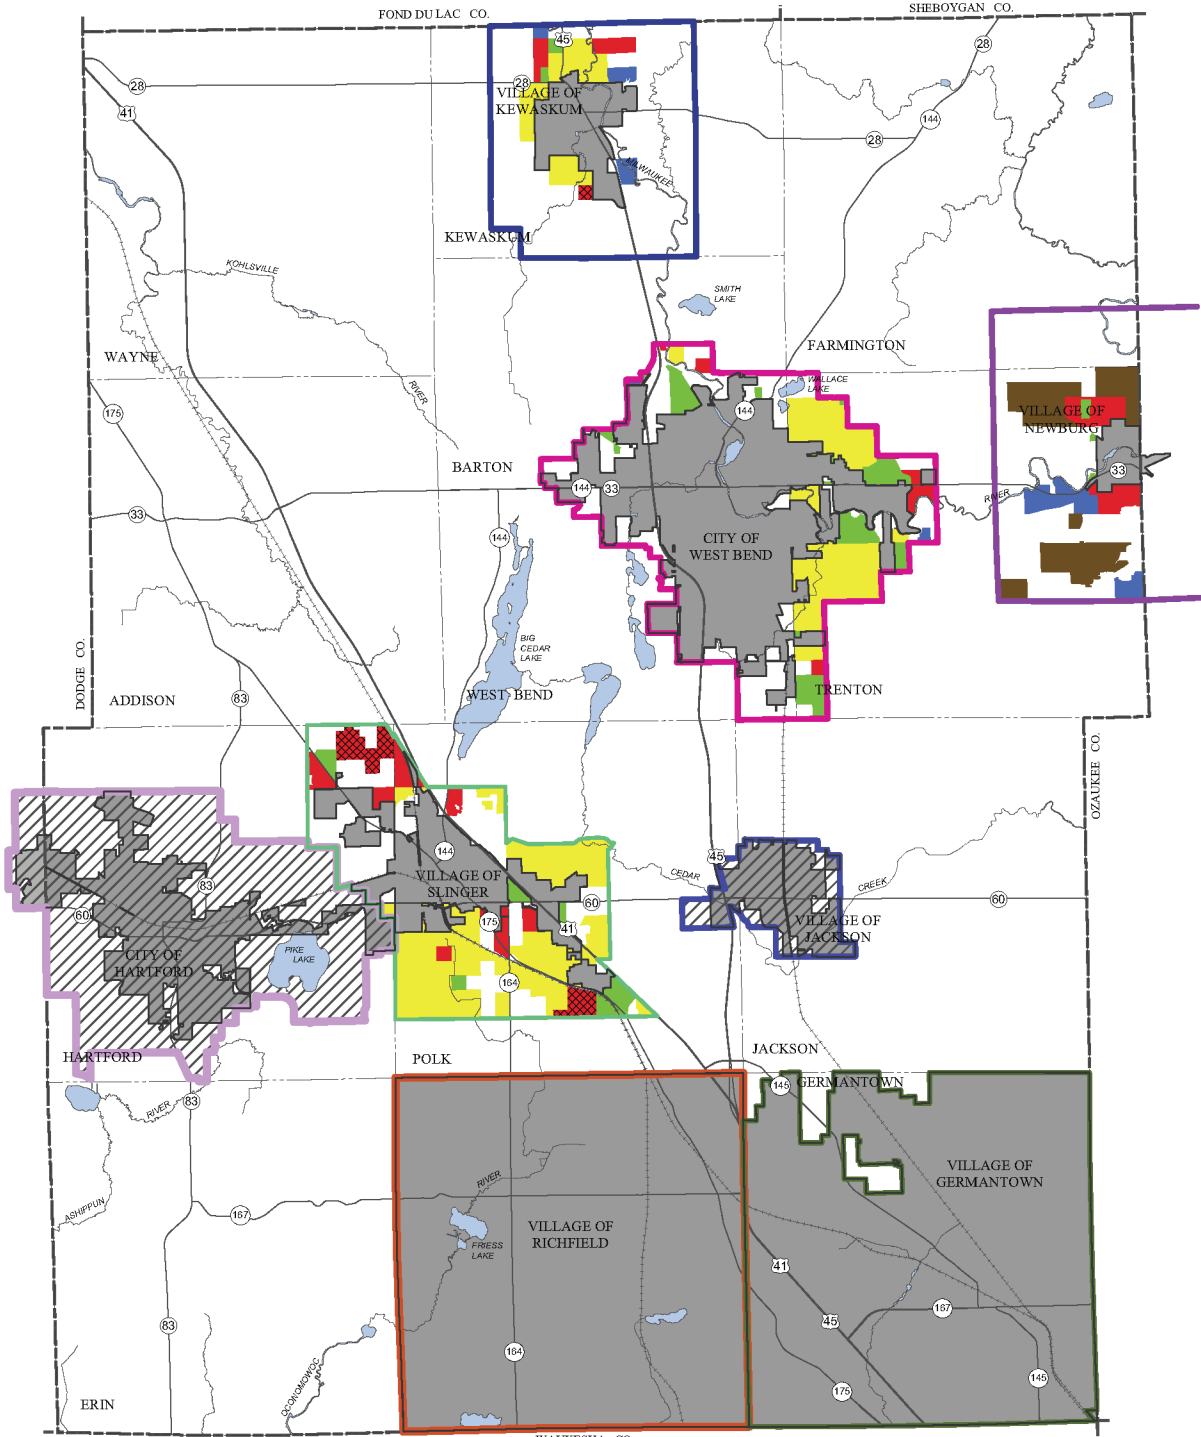 FOND DU LAC CO.
SHEBOYGAN CO.
45
28
28
28
41
VILLAGE OF
KEWASKUM
144
28
MILWAUKEE
KEWASKUM
KOHLSVILLE
SMITH
LAKE
WAYNE
FARMINGTON
RIVER
WALLACE
LAKE
175
144
VILLAGE OF
NEWBURG
BARTON
33
144
33
RIVER
33
144
CITY OF
WEST BEND
DODGE CO.
BIG
CEDAR
LAKE
ADDISON
83
WEST BEND
TRENTON
OZAUKEE CO.
144
45
VILLAGE OF
SLINGER
CEDAR
CREEK
83
60
60
60
175
41
VILLAGE OF
JACKSON
CITY OF
HARTFORD
PIKE
LAKE
164
HARTFORD
POLK
JACKSON
145
GERMANTOWN
83
RIVER
VILLAGE OF
GERMANTOWN
RIVER
ASHIPPUN
167
VILLAGE OF
RICHFIELD
FRIESS
LAKE
41
167
83
45
164
OCONOMOWOC
145
175
ERIN
WAUKESHA CO.